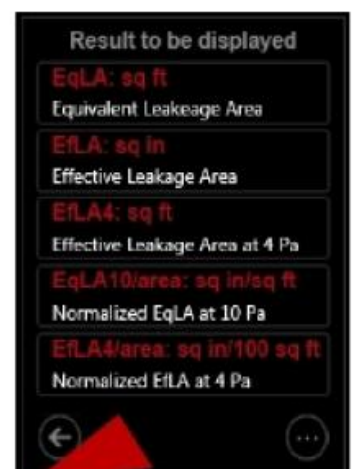 Result to be displayed
EqLA: sq ft
Equivalent Leakeage Area
EfLA: sq in
Effective Leakage Area
EfLA4: sq ft
Effective Leakage Area at 4 Pa
EqLA10/area: sq in/sq ft
Normalized EqLA at 10 Pa
EfLA4/area: sq in/100 sq ft
Normalized EfLA at 4 Pa